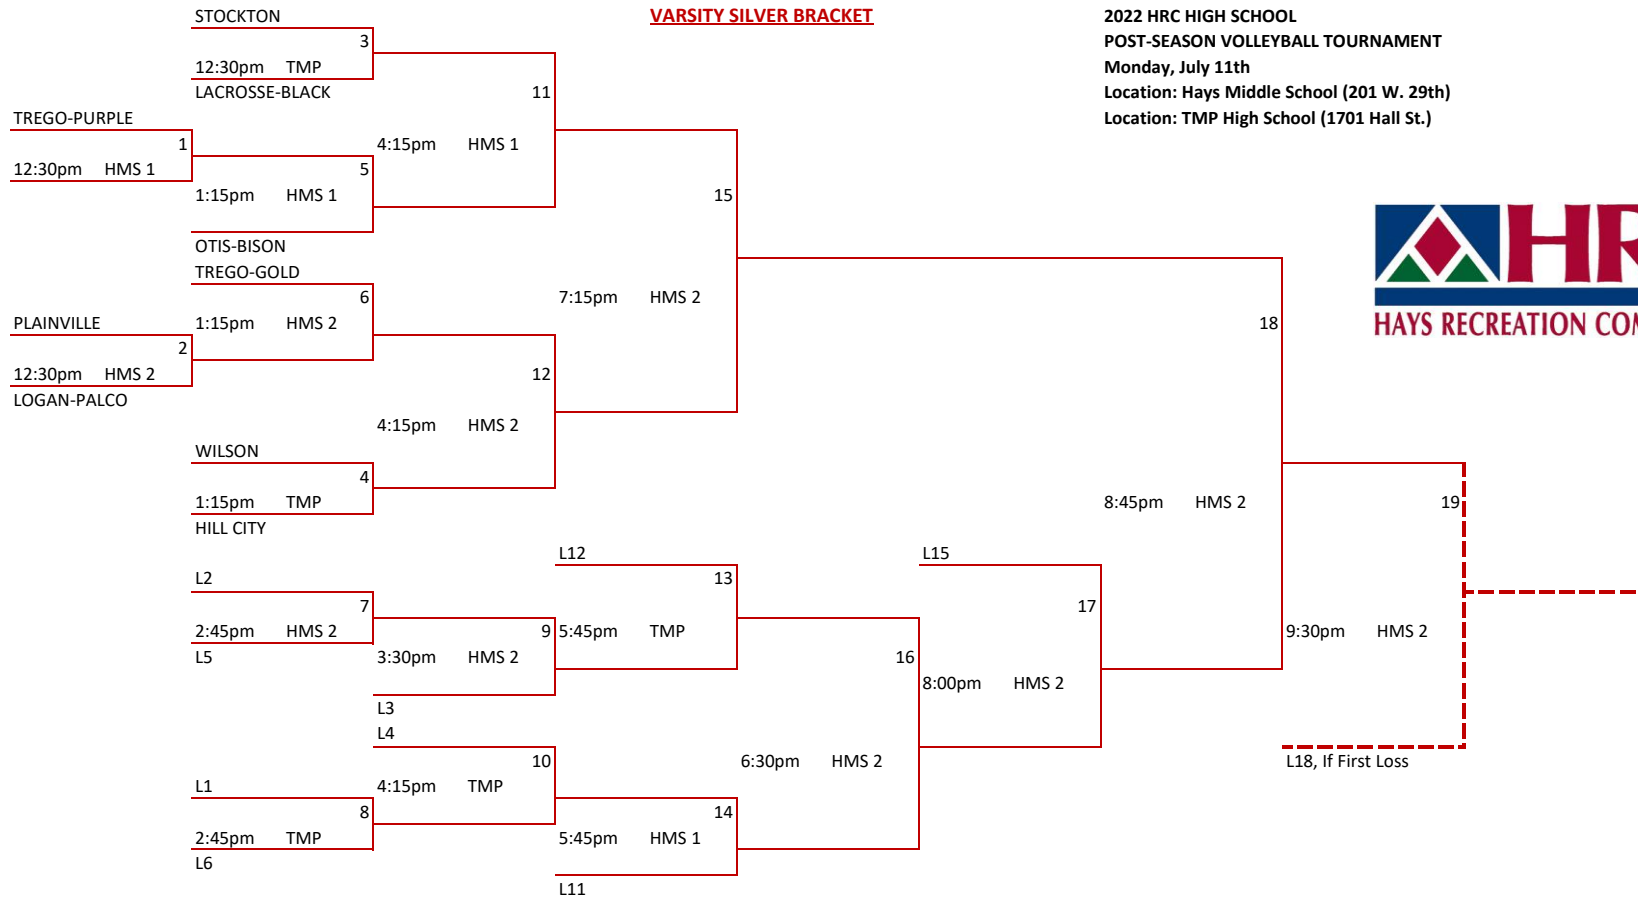 STOCKTON
VARSITY SILVER BRACKET
2022 HRC HIGH SCHOOL
POST-SEASON VOLLEYBALL TOURNAMENT
Monday, July 11th
Location: Hays Middle School (201 W. 29th)
Location: TMP High School (1701 Hall St.)
3
12:30pm TMP
LACROSSE-BLACK
11
TREGO-PURPLE
1
4:15pm HMS 1
12:30pm HMS 1
5
1:15pm HMS 1
15
OTIS-BISON
TREGO-GOLD
6
7:15pm HMS 2
PLAINVILLE
1:15pm HMS 2
18
2
12:30pm HMS 2
12
LOGAN-PALCO
4:15pm HMS 2
WILSON
4
1:15pm TMP
8:45pm HMS 2
19
HILL CITY
L12
L15
L2
13
7
17
2:45pm HMS 2
9
5:45pm TMP
9:30pm HMS 2
L5
3:30pm HMS 2
16
8:00pm HMS 2
L3
L4
10
6:30pm HMS 2
L18, If First Loss
L1
4:15pm TMP
8
14
2:45pm TMP
5:45pm HMS 1
L6
L11
HR
HAYS RECREATION COM